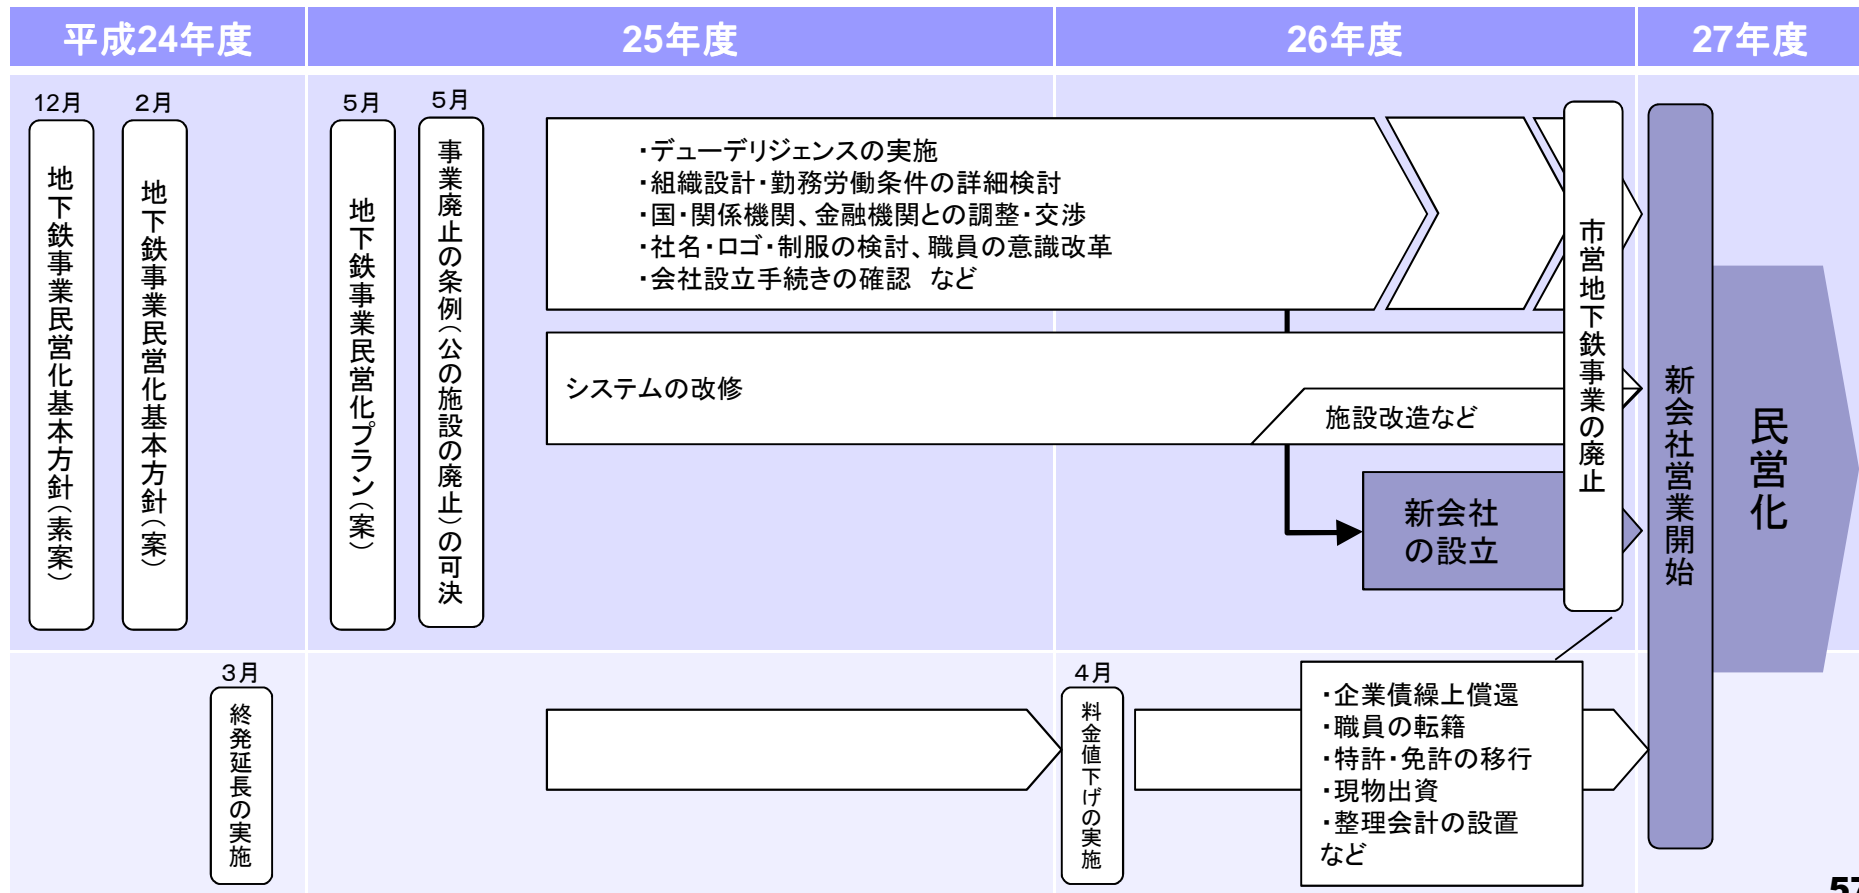 平成24年度
25年度
26年度
27年度
12月
地下鉄事業民営化基本方針（素案）
2月
地下鉄事業民営化基本方針（案）
5月
地下鉄事業民営化プラン（案）
5月
事業廃止の条例（公の施設の廃止）の可決
・デューデリジェンスの実施
・組織設計・勤務労働条件の詳細検討
・国・関係機関、金融機関との調整・交渉
・社名・ロゴ・制服の検討、職員の意識改革
・会社設立手続きの確認　など
システムの改修
施設改造など
新会社
の設立
市営地下鉄事業の廃止
新会社営業開始
民営化
3月
終発延長の実施
4月
料金値下げの実施
・企業債繰上償還
・職員の転籍
・特許・免許の移行
・現物出資
・整理会計の設置
など
57